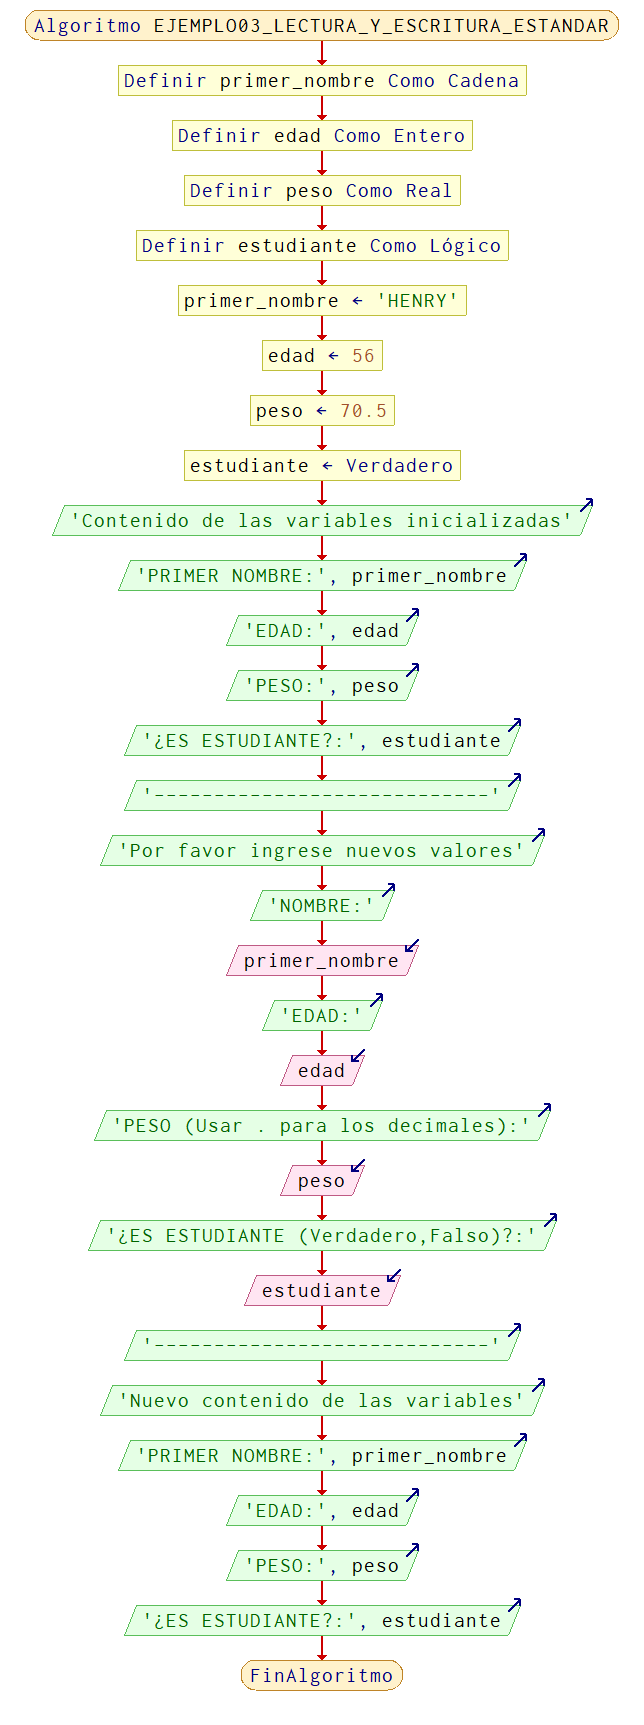 Algoritmo EJEMPLO03_LECTURA_Y_ESCRITURA_ESTANDAR
Definir primer_nombre Como Cadena
Definir edad Como Entero
Definir peso Como Real
Definir estudiante Como Lógico
primer_nombre ← 'HENRY'
edad ← 56
peso ← 70.5
estudiante ← Verdadero
'Contenido de las variables inicializadas'
'PRIMER NOMBRE:', primer_nombre
'EDAD:', edad
'PESO:', peso
'¿ES ESTUDIANTE?:', estudiante
'----------------------------'
'Por favor ingrese nuevos valores'
'NOMBRE:'
primer_nombre
'EDAD:'
edad
'PESO (Usar . para los decimales):'
peso
'¿ES ESTUDIANTE (Verdadero,Falso)?:'
estudiante
'----------------------------'
'Nuevo contenido de las variables'
'PRIMER NOMBRE:', primer_nombre
'EDAD:', edad
'PESO:', peso
'¿ES ESTUDIANTE?:', estudiante
FinAlgoritmo